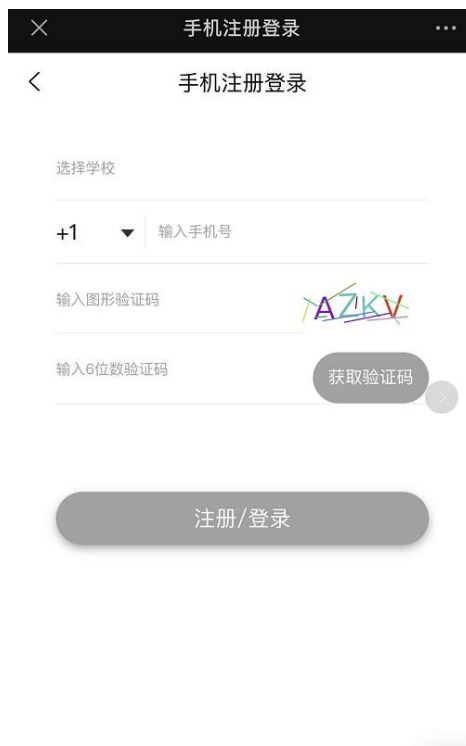 手机注册登录
手机注册登录
选择学校
+1 输入手机号
输入图形验证码 AZKV
输入6位数验证码 获取验证码
注册/登录